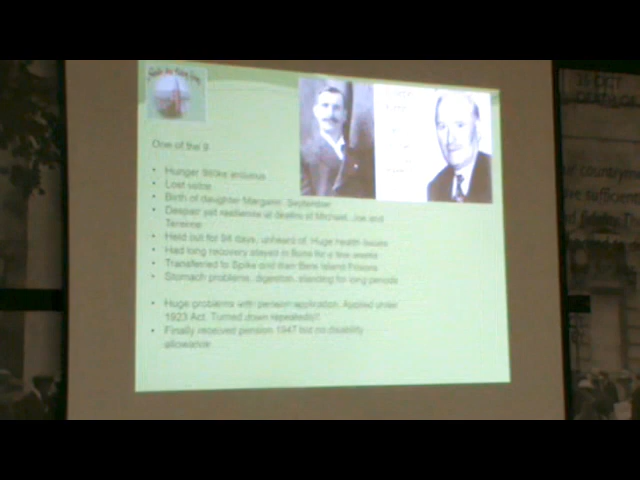 One of the 9
• Hunger Strike arduous
• Lost voice
• Birth of daughter Margaret. September
• Despair yet resilience at deaths of Michael, Joe and
Terence
• Held out for 94 days, unheard of. Huge health issues
• Had long recovery stayed in Bons for a few weeks
• Transferred to Spike and then Bere Island Prisons
• Stomach problems, digestion, standing for long periods
• Huge problems with pension application. Applied under
1923 Act. Turned down repeatedly!!
• Finally received pension 1947 but no disability
allowance
countrymen
sufficient